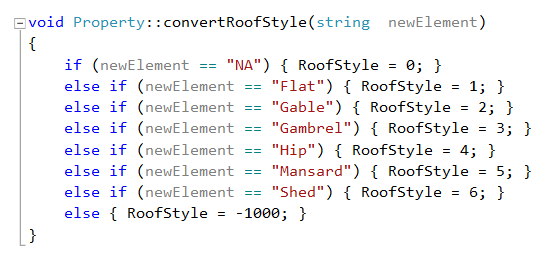 void Property::convertRoofStyle(string  newElement)
{
    if (newElement == "NA") { RoofStyle = 0; }
    else if (newElement == "Flat") { RoofStyle = 1; }
    else if (newElement == "Gable") { RoofStyle = 2; }
    else if (newElement == "Gambrel") { RoofStyle = 3; }
    else if (newElement == "Hip") { RoofStyle = 4; }
    else if (newElement == "Mansard") { RoofStyle = 5; }
    else if (newElement == "Shed") { RoofStyle = 6; }
    else { RoofStyle = -1000; }
}